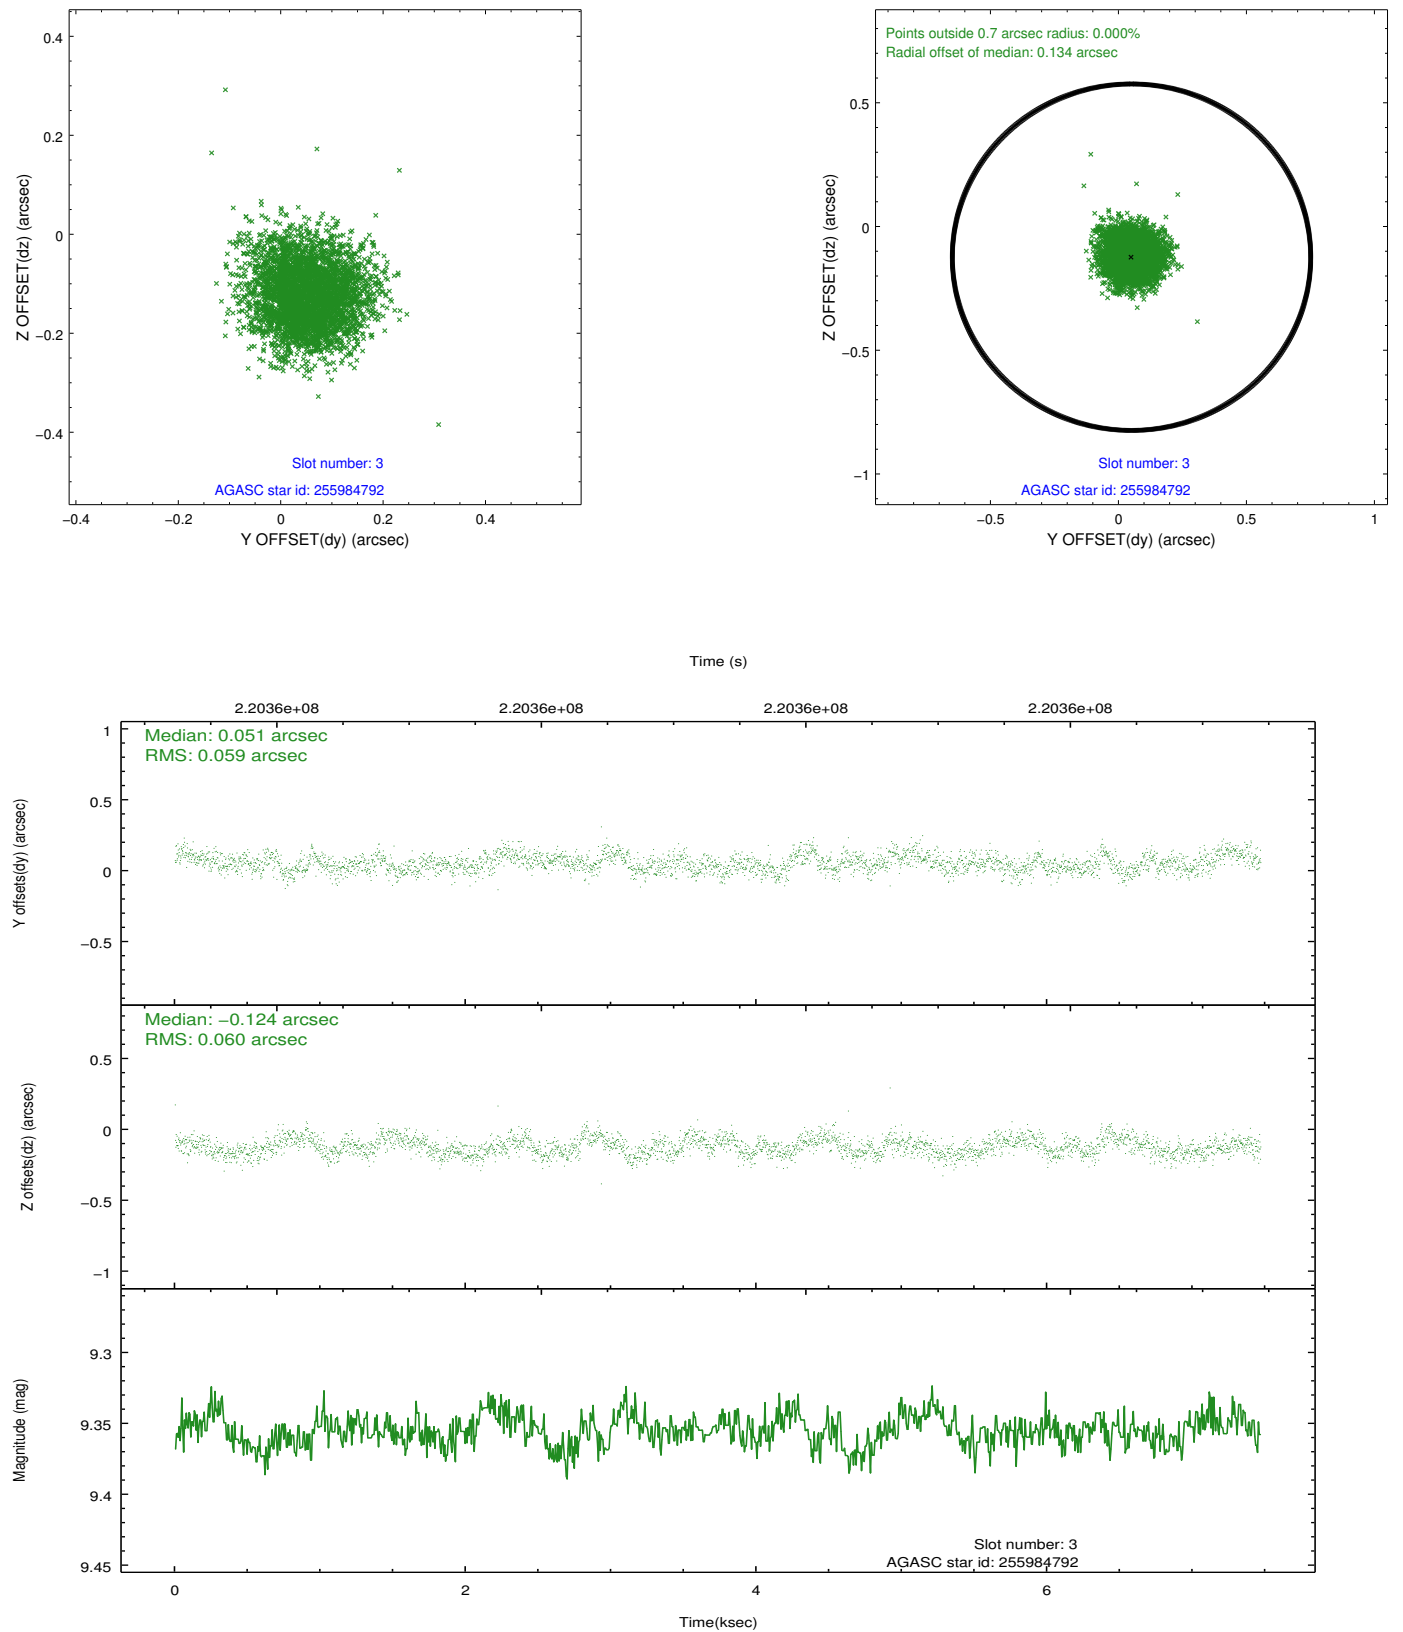 0.4
0.2
0
−0.2
−0.4
Z OFFSET(dz) (arcsec)
Slot number: 3
AGASC star id: 255984792
−0.4 −0.2 0 0.2 0.4
Y OFFSET(dy) (arcsec)
Points outside 0.7 arcsec radius: 0.000%
Radial offset of median: 0.134 arcsec
0.5
0
−0.5
−1
Z OFFSET(dz) (arcsec)
Slot number: 3
AGASC star id: 255984792
−0.5 0 0.5 1
Y OFFSET(dy) (arcsec)
Time (s)
2.2036e+08 2.2036e+08 2.2036e+08 2.2036e+08
Median: 0.051 arcsec
RMS: 0.059 arcsec
1
0.5
0
−0.5
Y offsets(dy) (arcsec)
Median: −0.124 arcsec
RMS: 0.060 arcsec
0.5
0
−0.5
−1
Z offsets(dz) (arcsec)
9.3
9.35
9.4
9.45
Magnitude (mag)
Slot number: 3
AGASC star id: 255984792
0 2 4 6
Time(ksec)